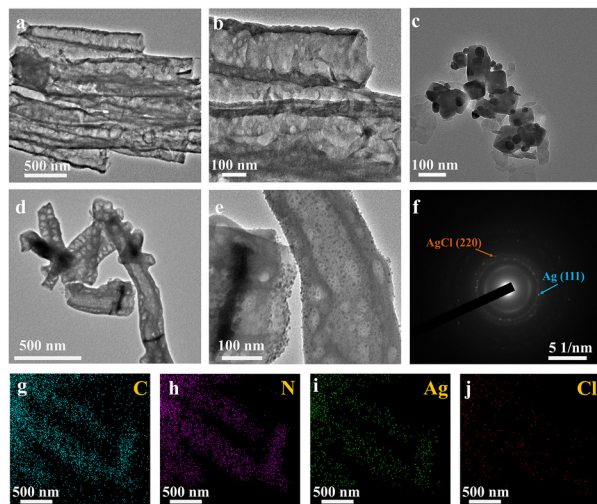 a
500 nm
b
100 nm
c
100 nm
d
500 nm
e
100 nm
f
AgCl (220)
Ag (111)
5 1/nm
g
C
500 nm
h
N
500 nm
i
Ag
500 nm
j
Cl
500 nm